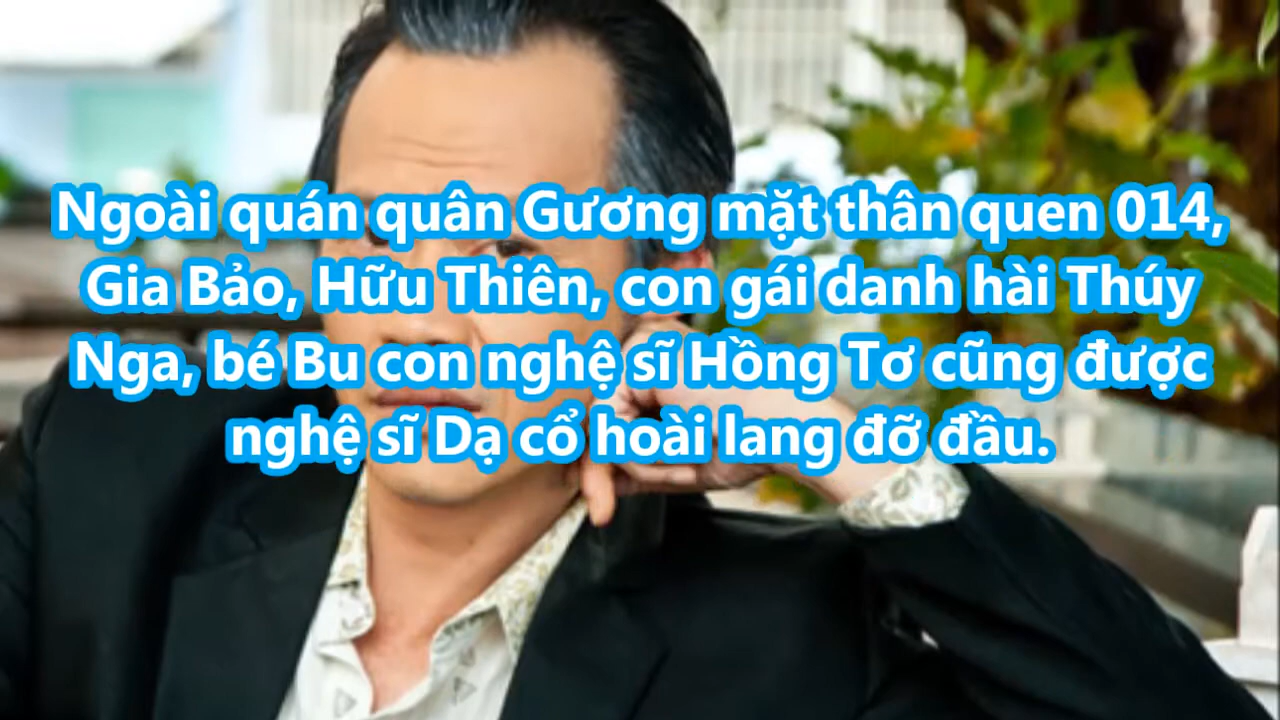 Ngoài quán quân Gương mặt thân quen 014,
Gia Bảo, Hữu Thiên, con gái danh hài Thúy
Nga, bé Bu con nghệ sĩ Hồng Tơ cũng được
nghệ sĩ Dạ cổ hoài lang đỡ đầu.